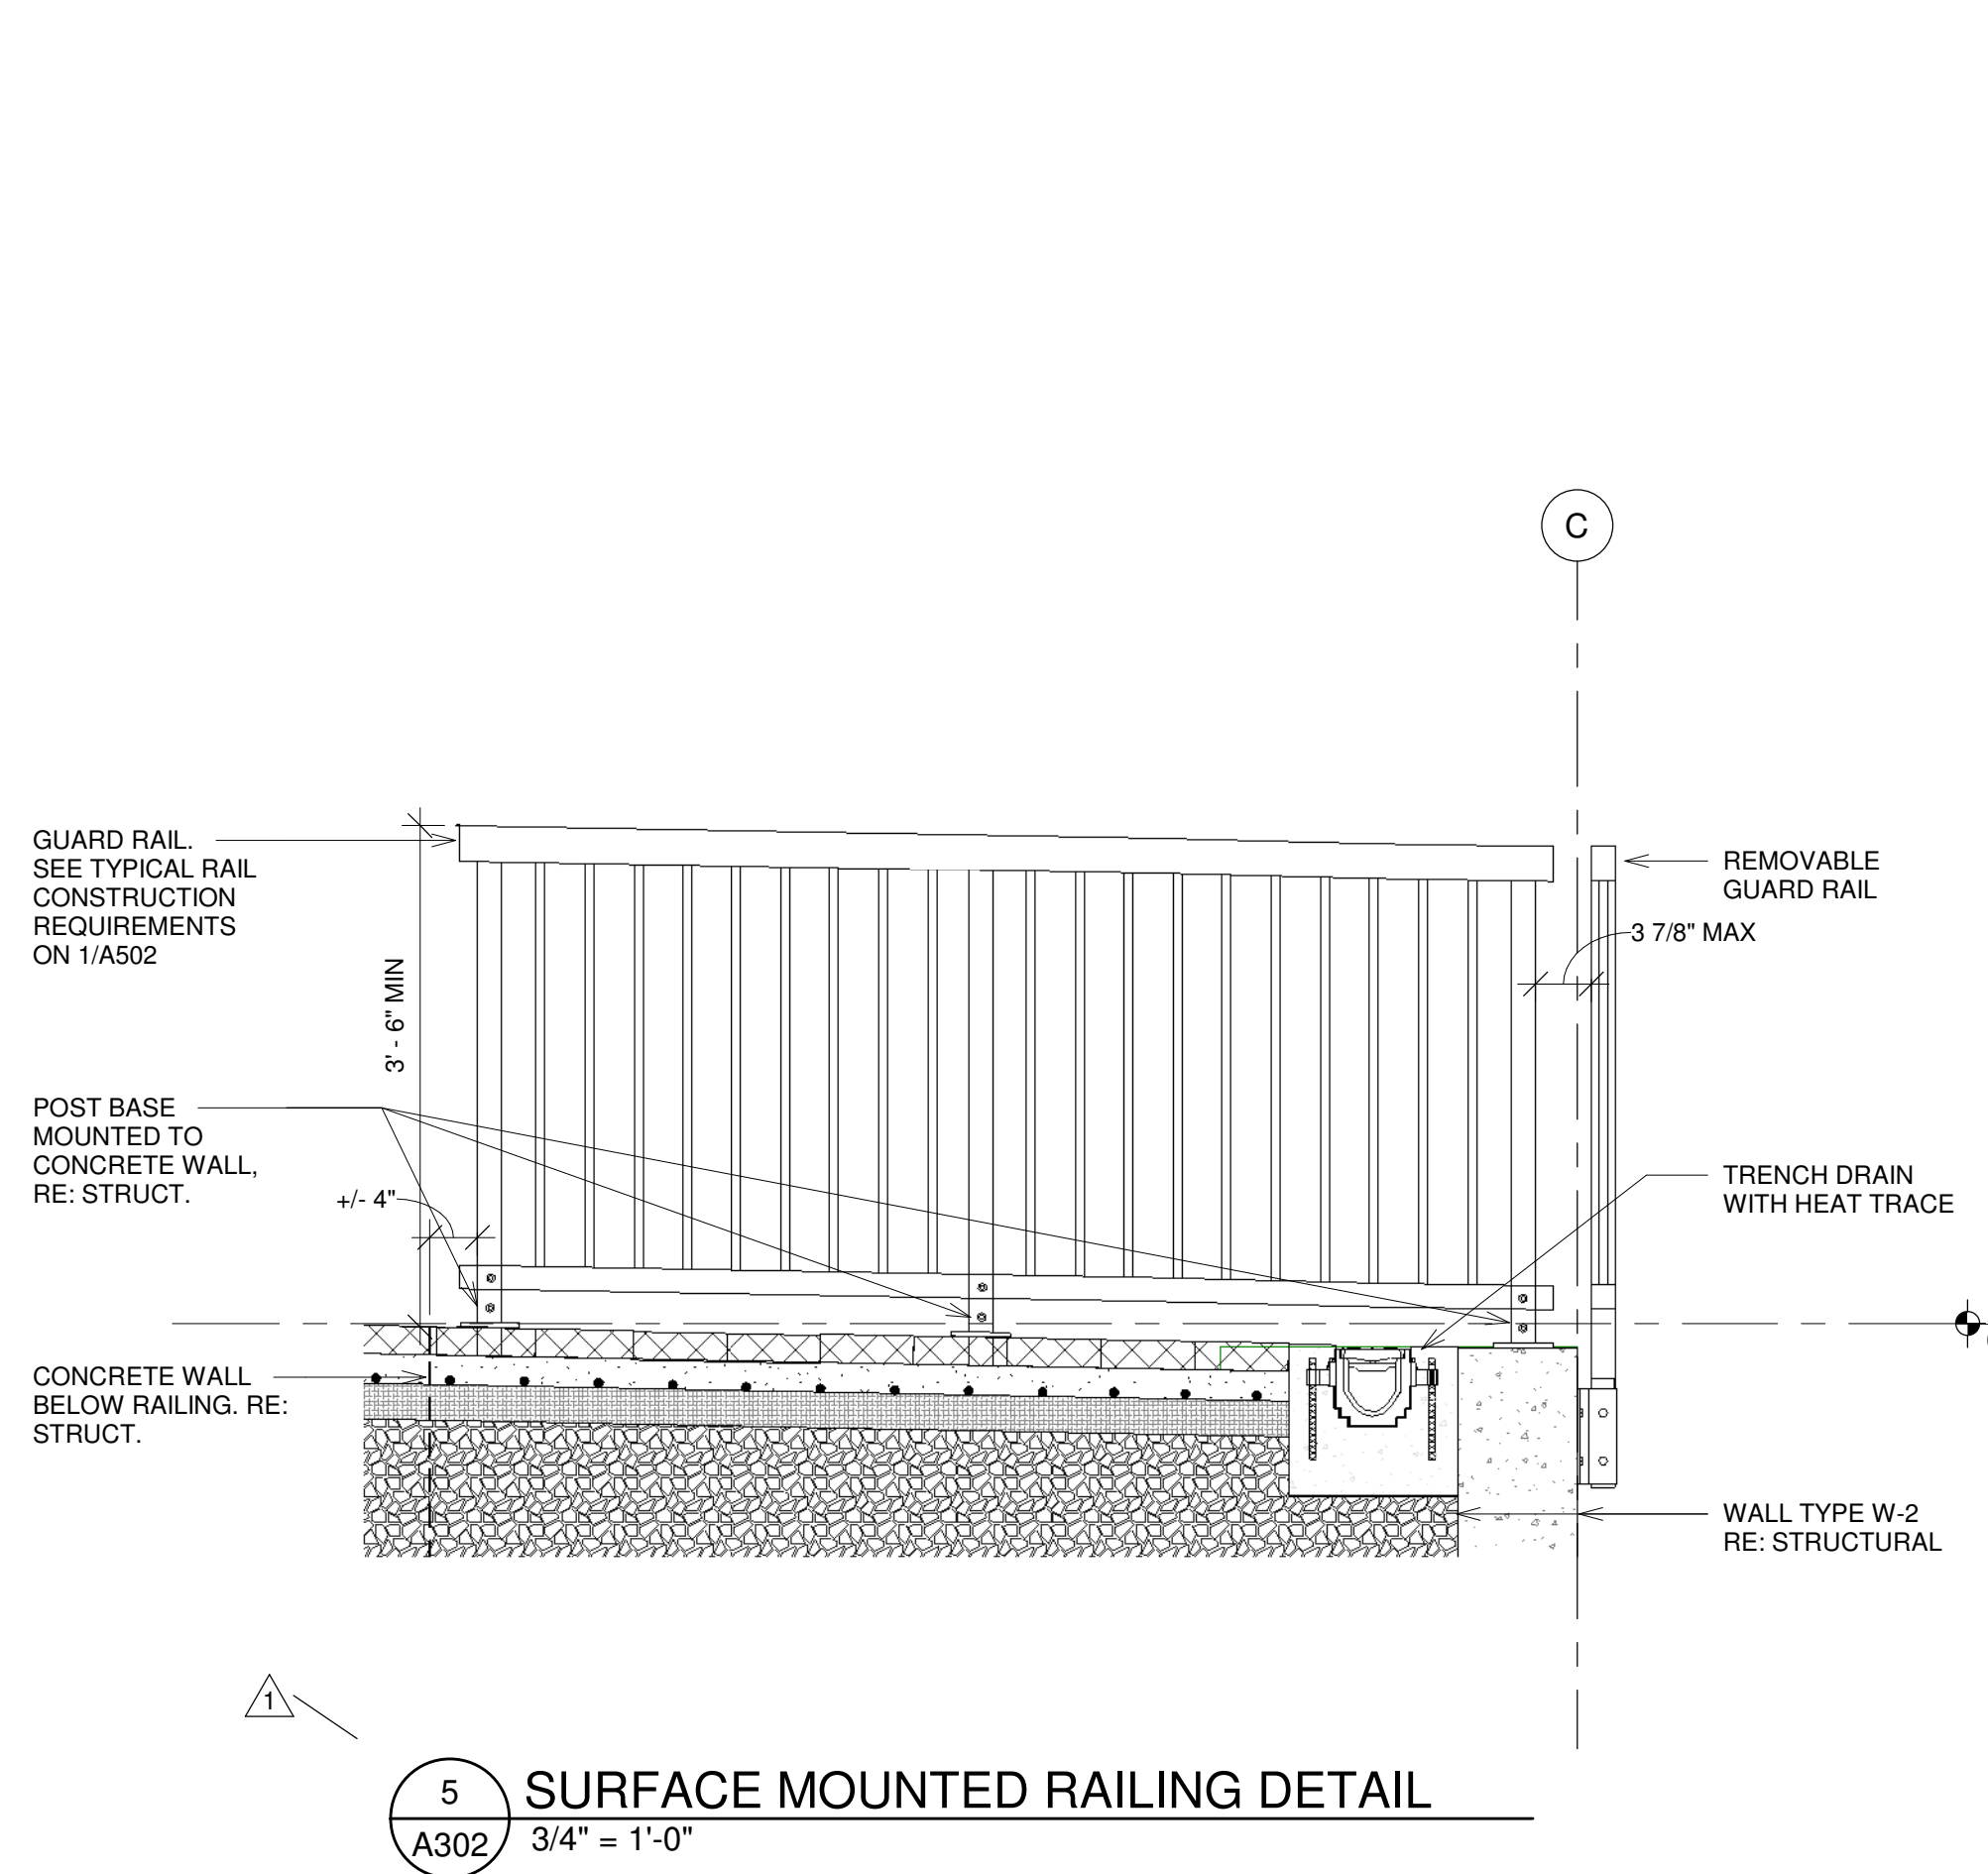 C
GUARD RAIL.
SEE TYPICAL RAIL
CONSTRUCTION
REQUIREMENTS
ON 1/A502
REMOVABLE
GUARD RAIL
3 7/8" MAX
3' - 6" MIN
POST BASE
MOUNTED TO
CONCRETE WALL,
RE: STRUCT.
+/- 4"
TRENCH DRAIN
WITH HEAT TRACE
CONCRETE WALL
BELOW RAILING. RE:
STRUCT.
WALL TYPE W-2
RE: STRUCTURAL
1
5
SURFACE MOUNTED RAILING DETAIL
A302
3/4" = 1'-0"